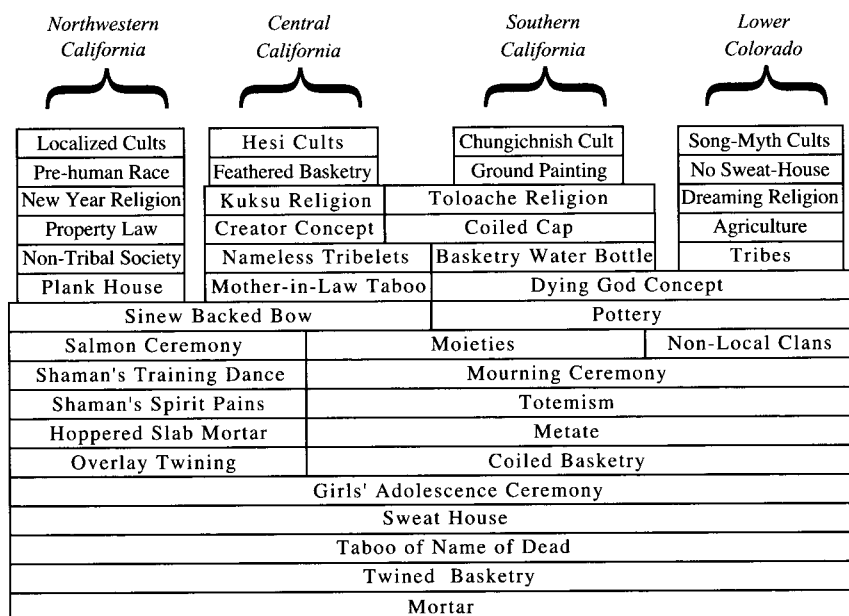 Northwestern California Central California Southern California Lower Colorado
Localized Cults Hesi Cults Chungichnish Cult Song-Myth Cults
Pre-human Race Feathered Basketry Ground Painting No Sweat-House
New Year Religion Kuksu Religion Toloache Religion Dreaming Religion
Property Law Creator Concept Coiled Cap Agriculture
Non-Tribal Society Nameless Tribelets Basketry Water Bottle Tribes
Plank House Mother-in-Law Taboo Dying God Concept
Sinew Backed Bow Pottery
Salmon Ceremony Moieties Non-Local Clans
Shaman's Training Dance Mourning Ceremony
Shaman's Spirit Pains Totemism
Hoppered Slab Mortar Metate
Overlay Twining Coiled Basketry
Girls' Adolescence Ceremony
Sweat House
Taboo of Name of Dead
Twined Basketry
Mortar